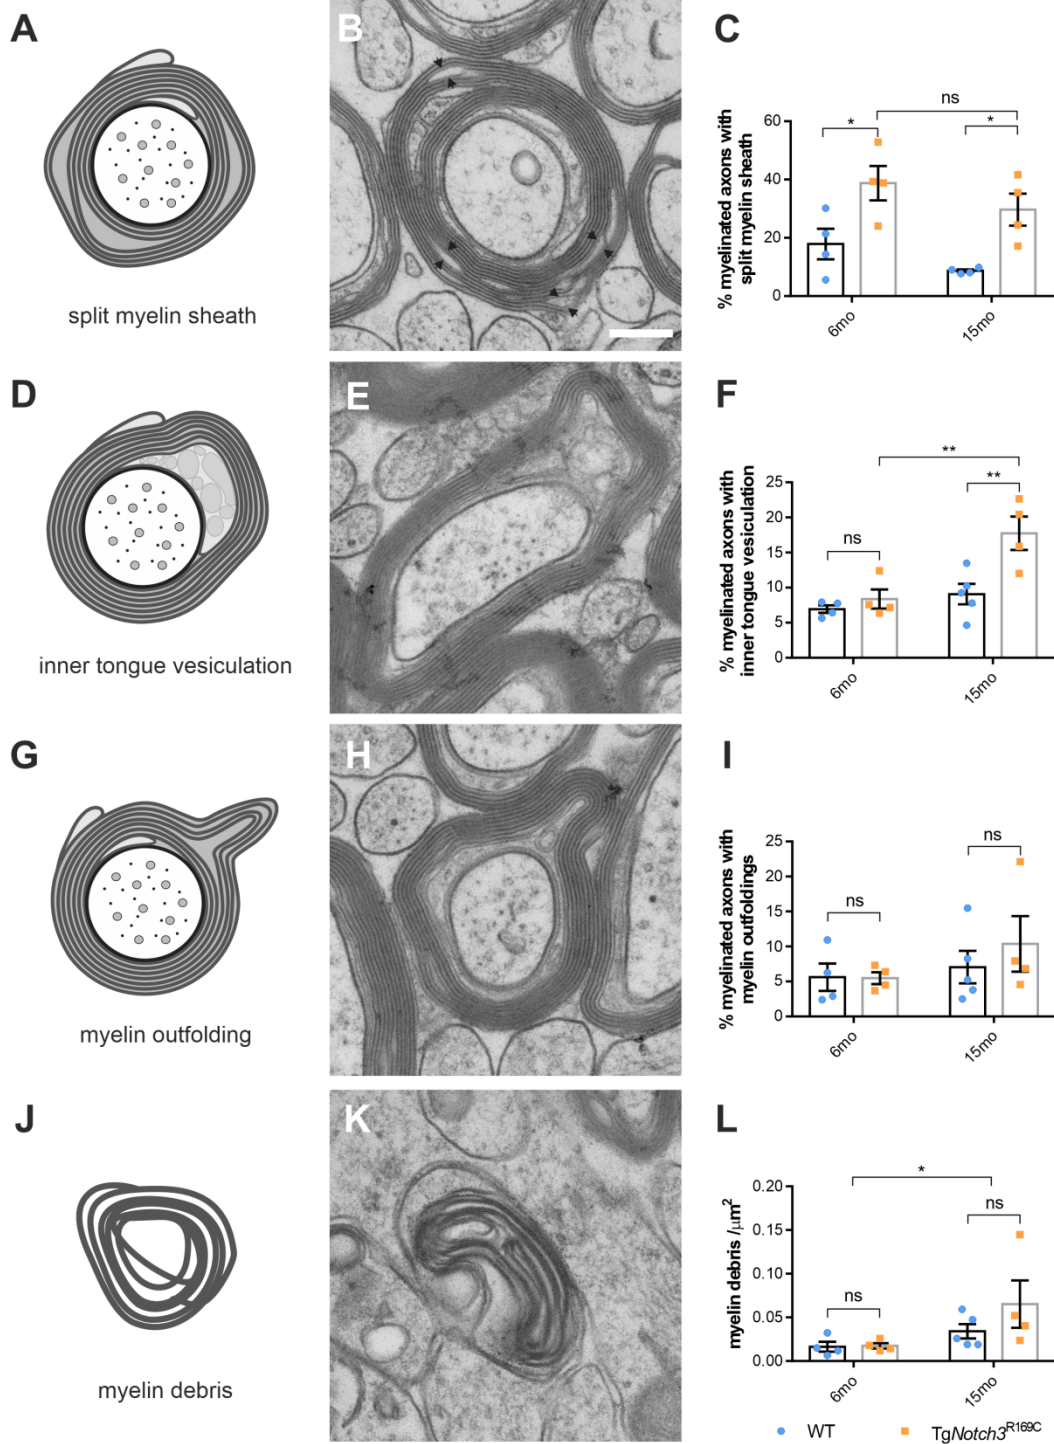 A
B
C
split myelin sheath
% myelinated axons with
split myelin sheath
60
40
20
0
*
ns
*
6mo
15mo
D
E
F
inner tongue vesiculation
% myelinated axons with
inner tongue vesiculation
25
20
15
10
5
0
ns
**
**
6mo
15mo
G
H
I
myelin outfolding
% myelinated axons with
myelin outfoldings
25
20
15
10
5
0
ns
ns
6mo
15mo
J
K
L
myelin debris
myelin debris /μm²
0.20
0.15
0.10
0.05
0.00
ns
*
ns
6mo
15mo
WT
TgNotch3R169C